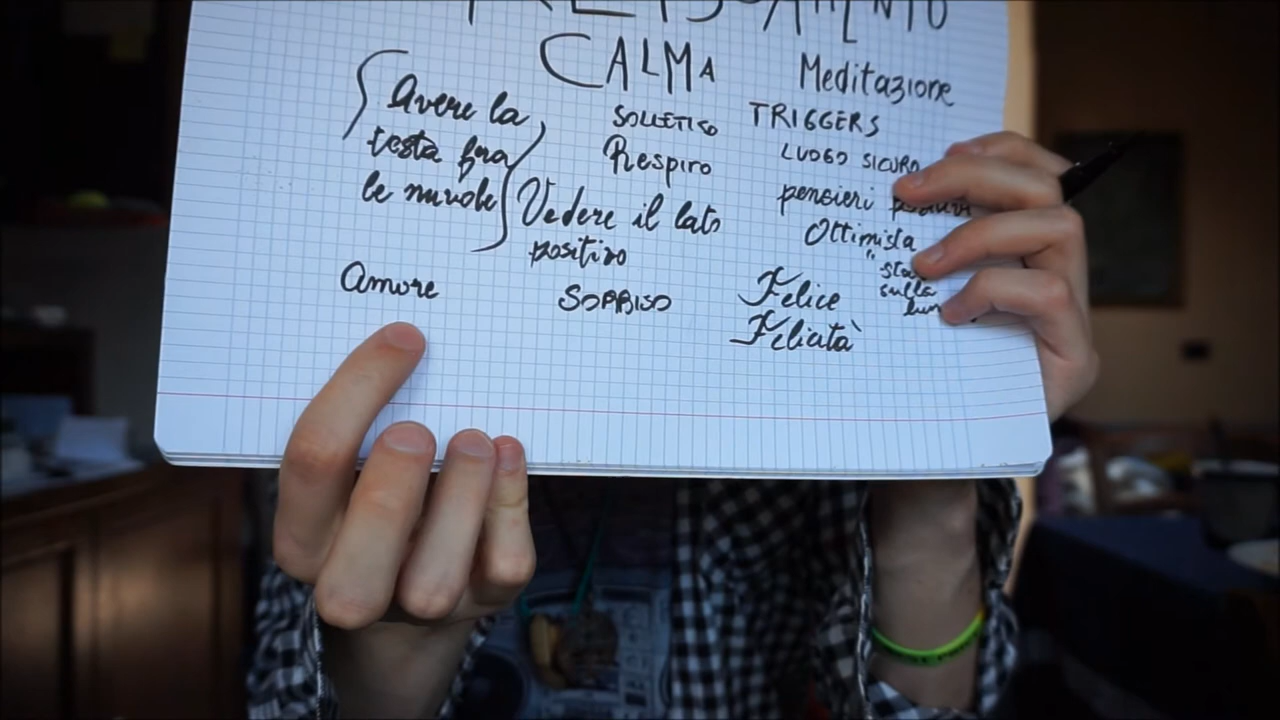 CALMA
Meditazione
Avere la
testa fra
le nuvole
SOLLETICO
TRIGGERS
Respiro
LUOGO SICURO
pensieri
Vedere il lato
positivo
Ottimista
sulla
Amore
SORRISO
Felice
Felicità